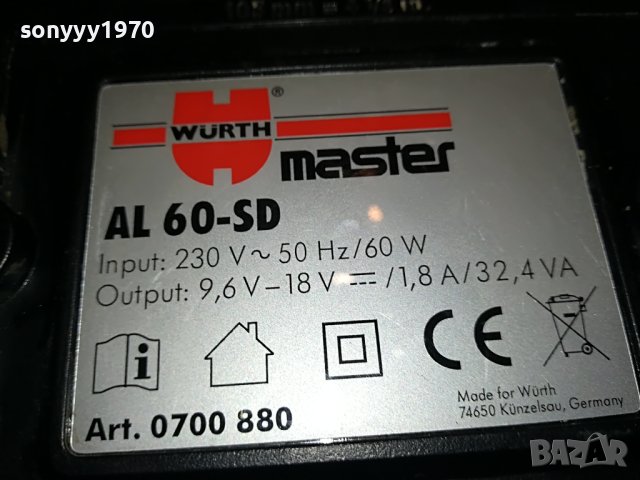 sonyyy1970
WÜRTH ®
master
AL 60-SD
Input: 230 V ~ 50 Hz/60 W
Output: 9,6 V – 18 V ⎓ /1,8 A/32,4 VA
i
CE
Made for Würth
74650 Künzelsau, Germany
Art. 0700 880
BAZAR